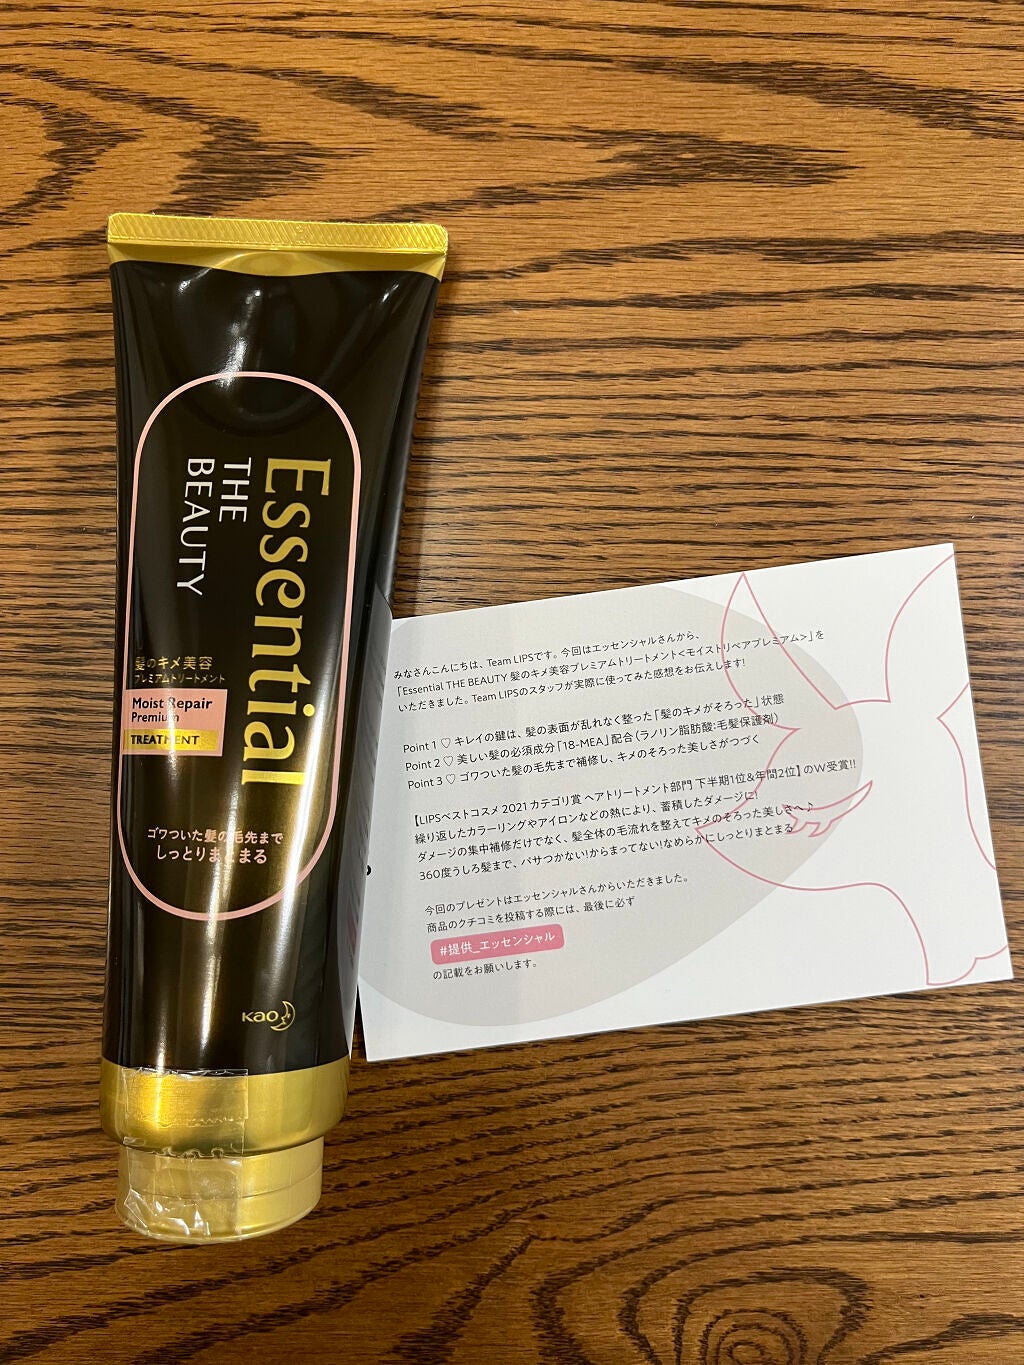 Essential
THE
BEAUTY
髪のキメ美容
プレミアムトリートメント
Moist Repair
Premium
TREATMENT
ゴワついた髪の毛先まで
しっとりまとまる
Kao
みなさんこんにちは、Team LIPSです。今回はエッセンシャルさんから、
「Essential THE BEAUTY 髪のキメ美容プレミアムトリートメント<モイストリペアプレミアム>」を
いただきました。Team LIPSのスタッフが実際に使ってみた感想をお伝えします!
Point 1 ♡ キレイの鍵は、髪の表面が乱れなく整った「髪のキメがそろった」状態
Point 2 ♡ 美しい髪の必須成分「18-MEA」配合（ラノリン脂肪酸:毛髪保護剤）
Point 3 ♡ ゴワついた髪の毛先まで補修し、キメのそろった美しさがつづく
【LIPSベストコスメ 2021 カテゴリ賞 ヘアトリートメント部門 下半期1位&年間2位】のW受賞!!
繰り返したカラーリングやアイロンなどの熱により、蓄積したダメージに!
ダメージの集中補修だけでなく、髪全体の毛流れを整えてキメのそろった美しさへ♪
360度うしろ髪まで、パサつかない!からまってない!なめらかにしっとりまとまる
今回のプレゼントはエッセンシャルさんからいただきました。
商品のクチコミを投稿する際には、最後に必ず
#提供_エッセンシャル
の記載をお願いします。